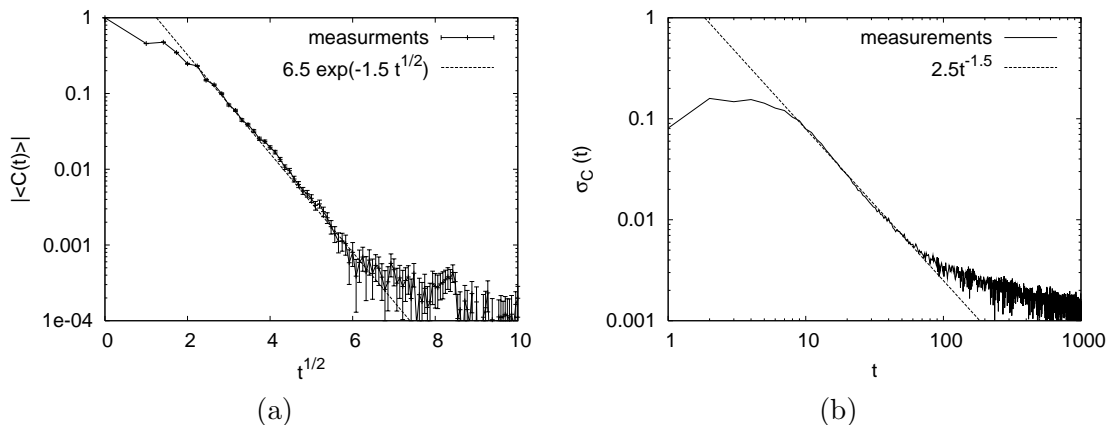 1
0.1
0.01
0.001
1e-04
0 2 4 6 8 10
|<C(t)>|
t^{1/2}
measurments
6.5 exp(-1.5 t^{1/2})
(a)
1
0.1
0.01
0.001
1 10 100 1000
σ_C (t)
t
measurements
2.5t^{-1.5}
(b)